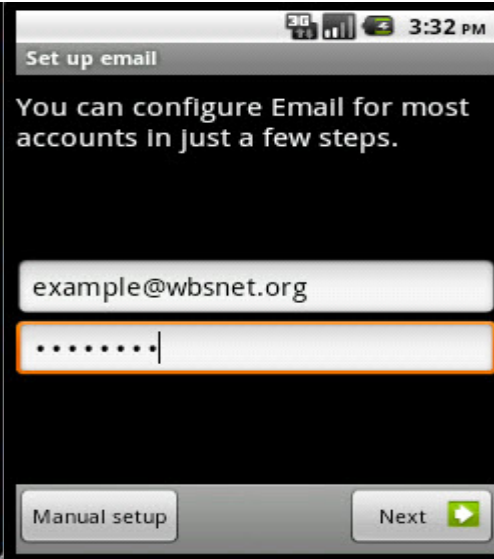 3G
3:32 PM
Set up email
You can configure Email for most
accounts in just a few steps.
example@wbsnet.org
••••••••
Manual setup
Next